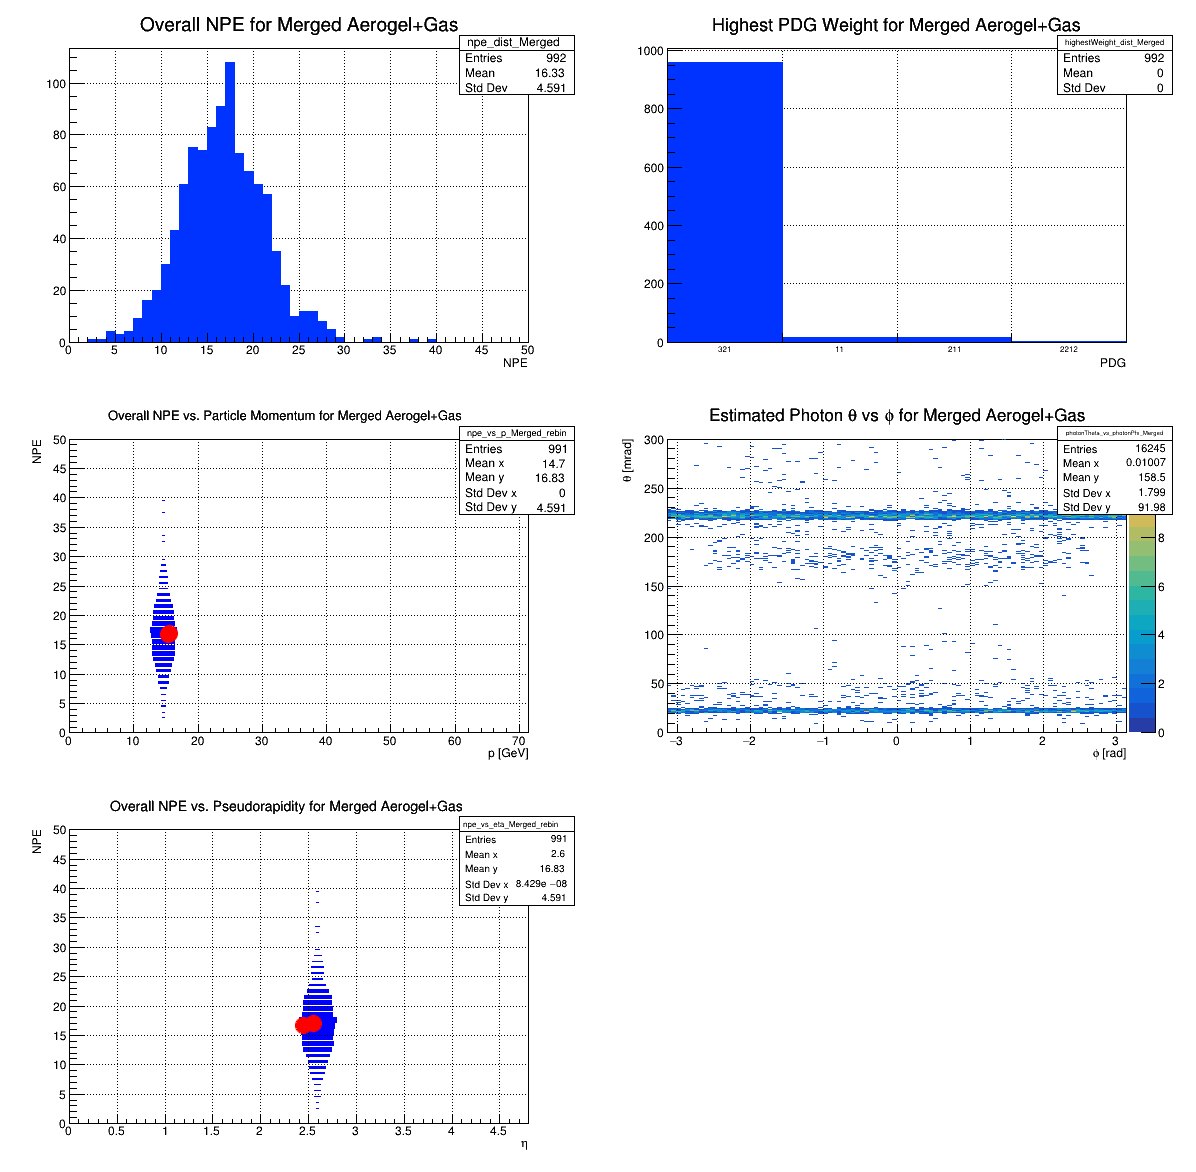 Overall NPE for Merged Aerogel+Gas
npe_dist_Merged
Entries 992
Mean 16.33
Std Dev 4.591
100
80
60
40
20
0
0 5 10 15 20 25 30 35 40 45 50
NPE
Highest PDG Weight for Merged Aerogel+Gas
highestWeight_dist_Merged
Entries 992
Mean 0
Std Dev 0
1000
800
600
400
200
0
321 11 211 2212
PDG
Overall NPE vs. Particle Momentum for Merged Aerogel+Gas
npe_vs_p_Merged_rebin
Entries 991
Mean x 14.7
Mean y 16.83
Std Dev x 0
Std Dev y 4.591
NPE
50
45
40
35
30
25
20
15
10
5
0
0 10 20 30 40 50 60 70
p [GeV]
Estimated Photon θ vs ϕ for Merged Aerogel+Gas
photonTheta_vs_photonPhi_Merged
Entries 16245
Mean x 0.01007
Mean y 158.5
Std Dev x 1.799
Std Dev y 91.98
θ [mrad]
300
250
200
150
100
50
0
−3 −2 −1 0 1 2 3
ϕ [rad]
8
6
4
2
0
Overall NPE vs. Pseudorapidity for Merged Aerogel+Gas
npe_vs_eta_Merged_rebin
Entries 991
Mean x 2.6
Mean y 16.83
Std Dev x 8.429e −08
Std Dev y 4.591
NPE
50
45
40
35
30
25
20
15
10
5
0
0 0.5 1 1.5 2 2.5 3 3.5 4 4.5
η